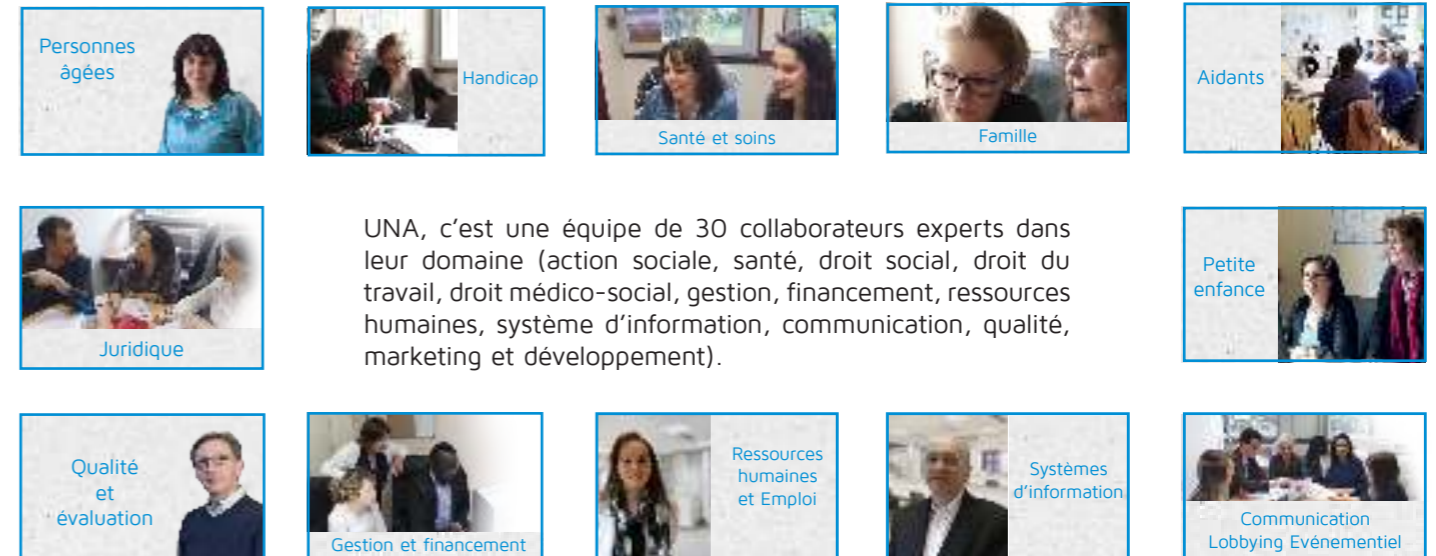 Personnes
âgées
Handicap
Santé et soins
Famille
Aidants
Juridique
UNA, c’est une équipe de 30 collaborateurs experts dans
leur domaine (action sociale, santé, droit social, droit du
travail, droit médico-social, gestion, financement, ressources
humaines, système d’information, communication, qualité,
marketing et développement).
Petite
enfance
Qualité
et
évaluation
Gestion et financement
Ressources
humaines
et Emploi
Systèmes
d’information
Communication
Lobbying Evénementiel